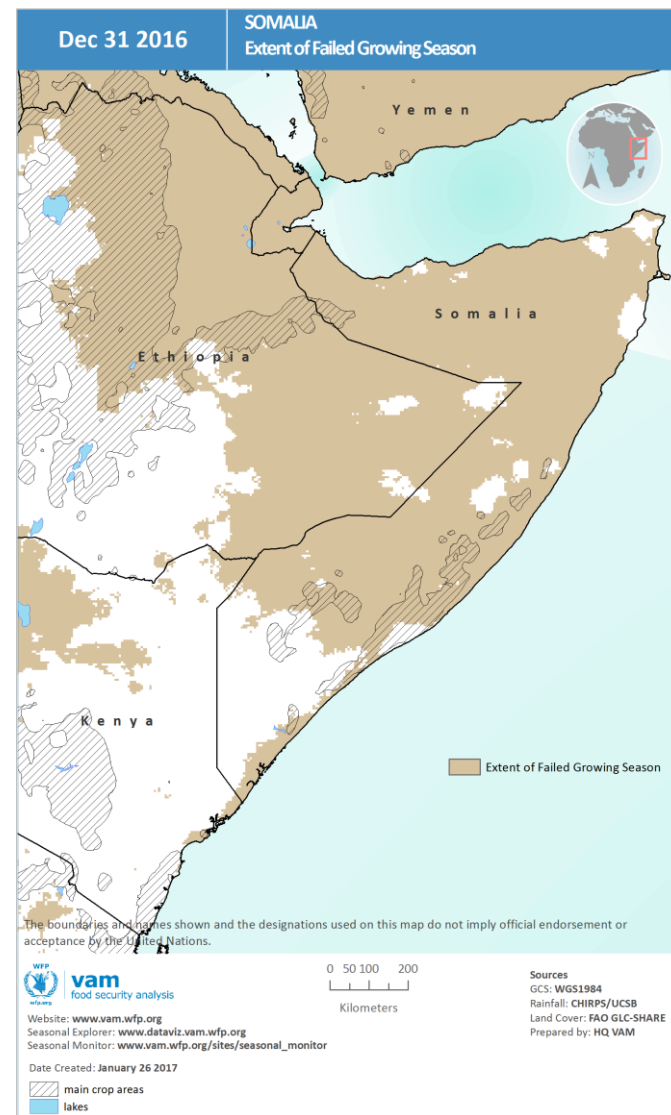 Dec 31 2016
SOMALIA
Extent of Failed Growing Season
Yemen
N
Somalia
Ethiopia
Kenya
Extent of Failed Growing Season
The boundaries and names shown and the designations used on this map do not imply official endorsement or
acceptance by the United Nations.
WFP
wfp.org
vam
food security analysis
0 50 100 200
Kilometers
Sources
GCS: WGS1984
Rainfall: CHIRPS/UCSB
Land Cover: FAO GLC-SHARE
Prepared by: HQ VAM
Website: www.vam.wfp.org
Seasonal Explorer: www.dataviz.vam.wfp.org
Seasonal Monitor: www.vam.wfp.org/sites/seasonal_monitor
Date Created: January 26 2017
main crop areas
lakes